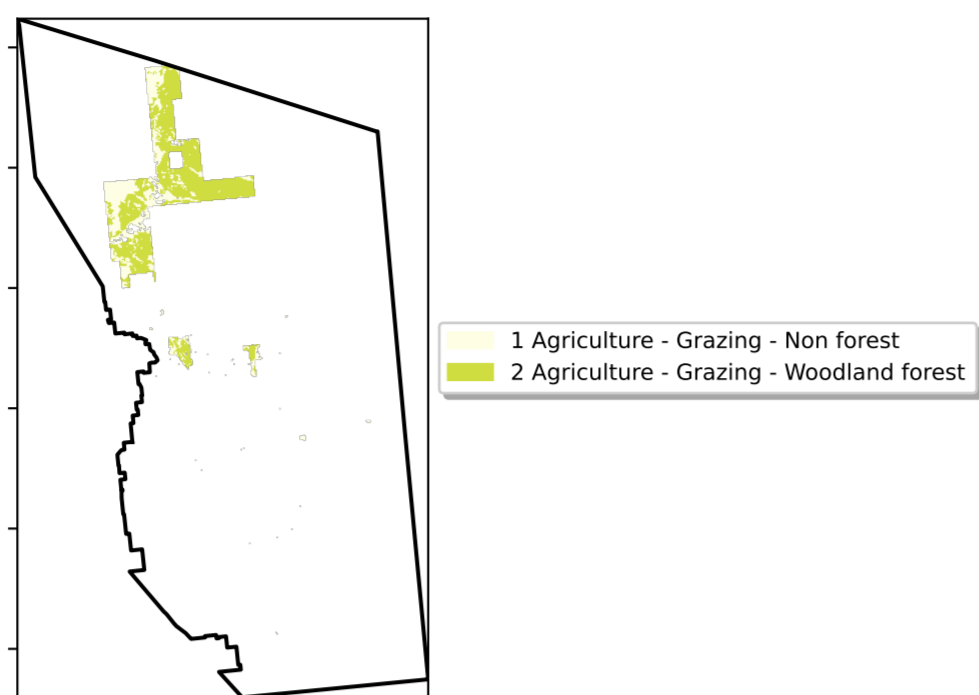 1 Agriculture - Grazing - Non forest
2 Agriculture - Grazing - Woodland forest